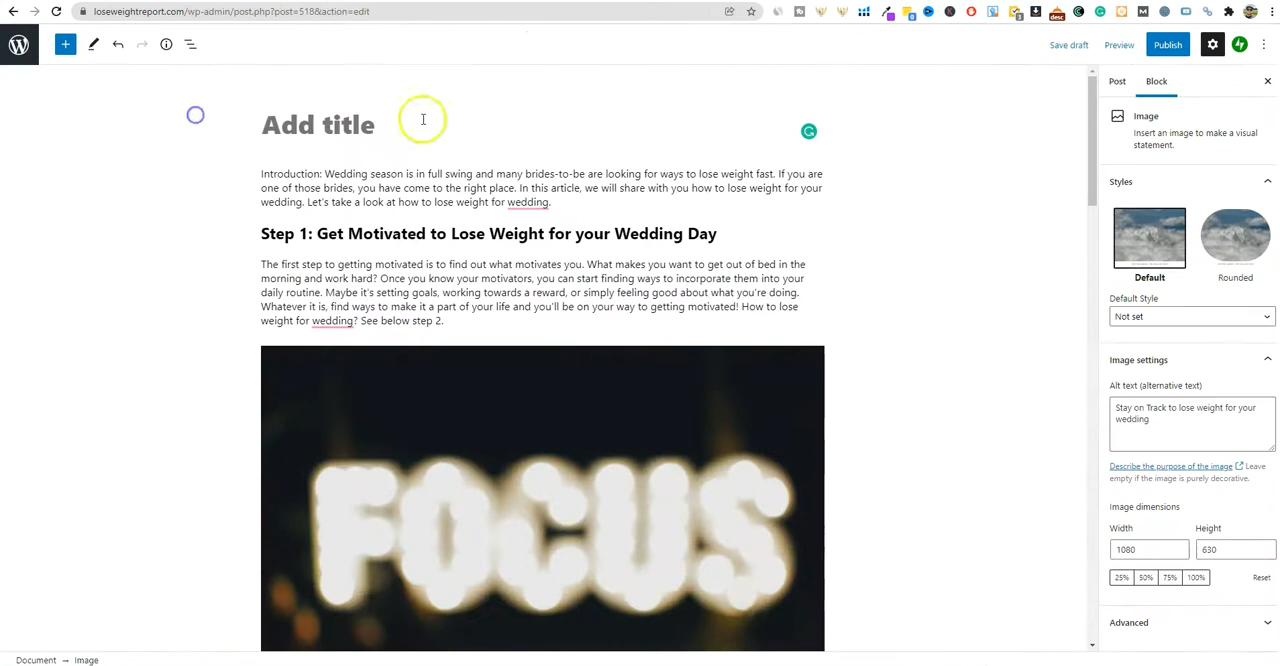 loseweightreport.com/wp-admin/post.php?post=518&action=edit
Save draft
Preview
Publish
Add title
Introduction: Wedding season is in full swing and many brides-to-be are looking for ways to lose weight fast. If you are
one of those brides, you have come to the right place. In this article, we will share with you how to lose weight for your
wedding. Let's take a look at how to lose weight for wedding.
Step 1: Get Motivated to Lose Weight for your Wedding Day
The first step to getting motivated is to find out what motivates you. What makes you want to get out of bed in the
morning and work hard? Once you know your motivators, you can start finding ways to incorporate them into your
daily routine. Maybe it's setting goals, working towards a reward, or simply feeling good about what you're doing.
Whatever it is, find ways to make it a part of your life and you'll be on your way to getting motivated! How to lose
weight for wedding? See below step 2.
FOCUS
Post
Block
Image
Insert an image to make a visual
statement.
Styles
Default
Rounded
Default Style
Not set
Image settings
Alt text (alternative text)
Stay on Track to lose weight for your
wedding
Describe the purpose of the image Leave
empty if the image is purely decorative.
Image dimensions
Width
Height
1080
630
25%
50%
75%
100%
Reset
Advanced
Document → Image